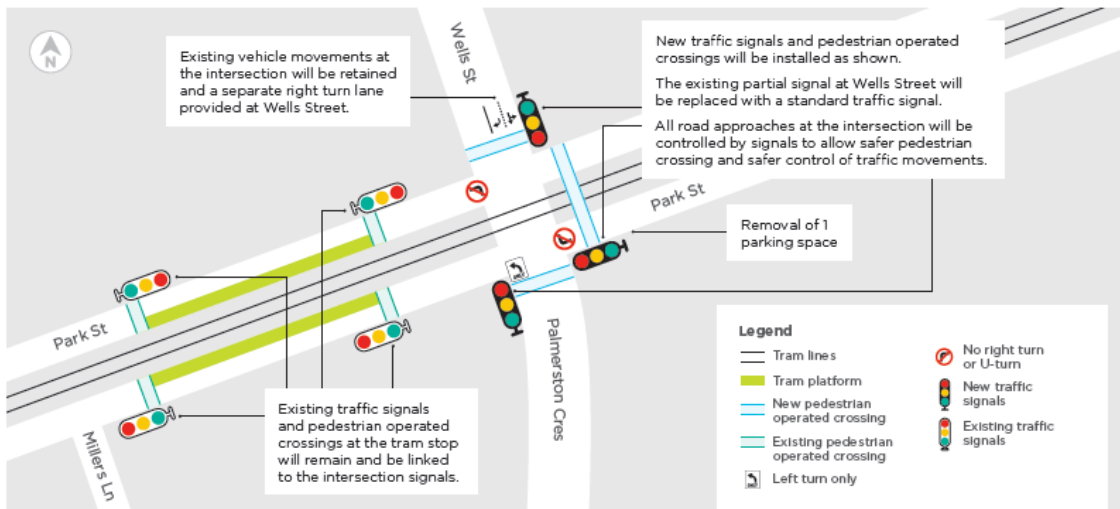 N
Existing vehicle movements at
the intersection will be retained
and a separate right turn lane
provided at Wells Street.
Wells St
New traffic signals and pedestrian operated
crossings will be installed as shown.
The existing partial signal at Wells Street will
be replaced with a standard traffic signal.
All road approaches at the intersection will be
controlled by signals to allow safer pedestrian
crossing and safer control of traffic movements.
Park St
Removal of 1
parking space
ONLY
Park St
Palmerston Cres
Millers Ln
Existing traffic signals
and pedestrian operated
crossings at the tram stop
will remain and be linked
to the intersection signals.
Legend
Tram lines
Tram platform
New pedestrian
operated crossing
Existing pedestrian
operated crossing
ONLY
Left turn only
No right turn
or U-turn
New traffic
signals
Existing traffic
signals